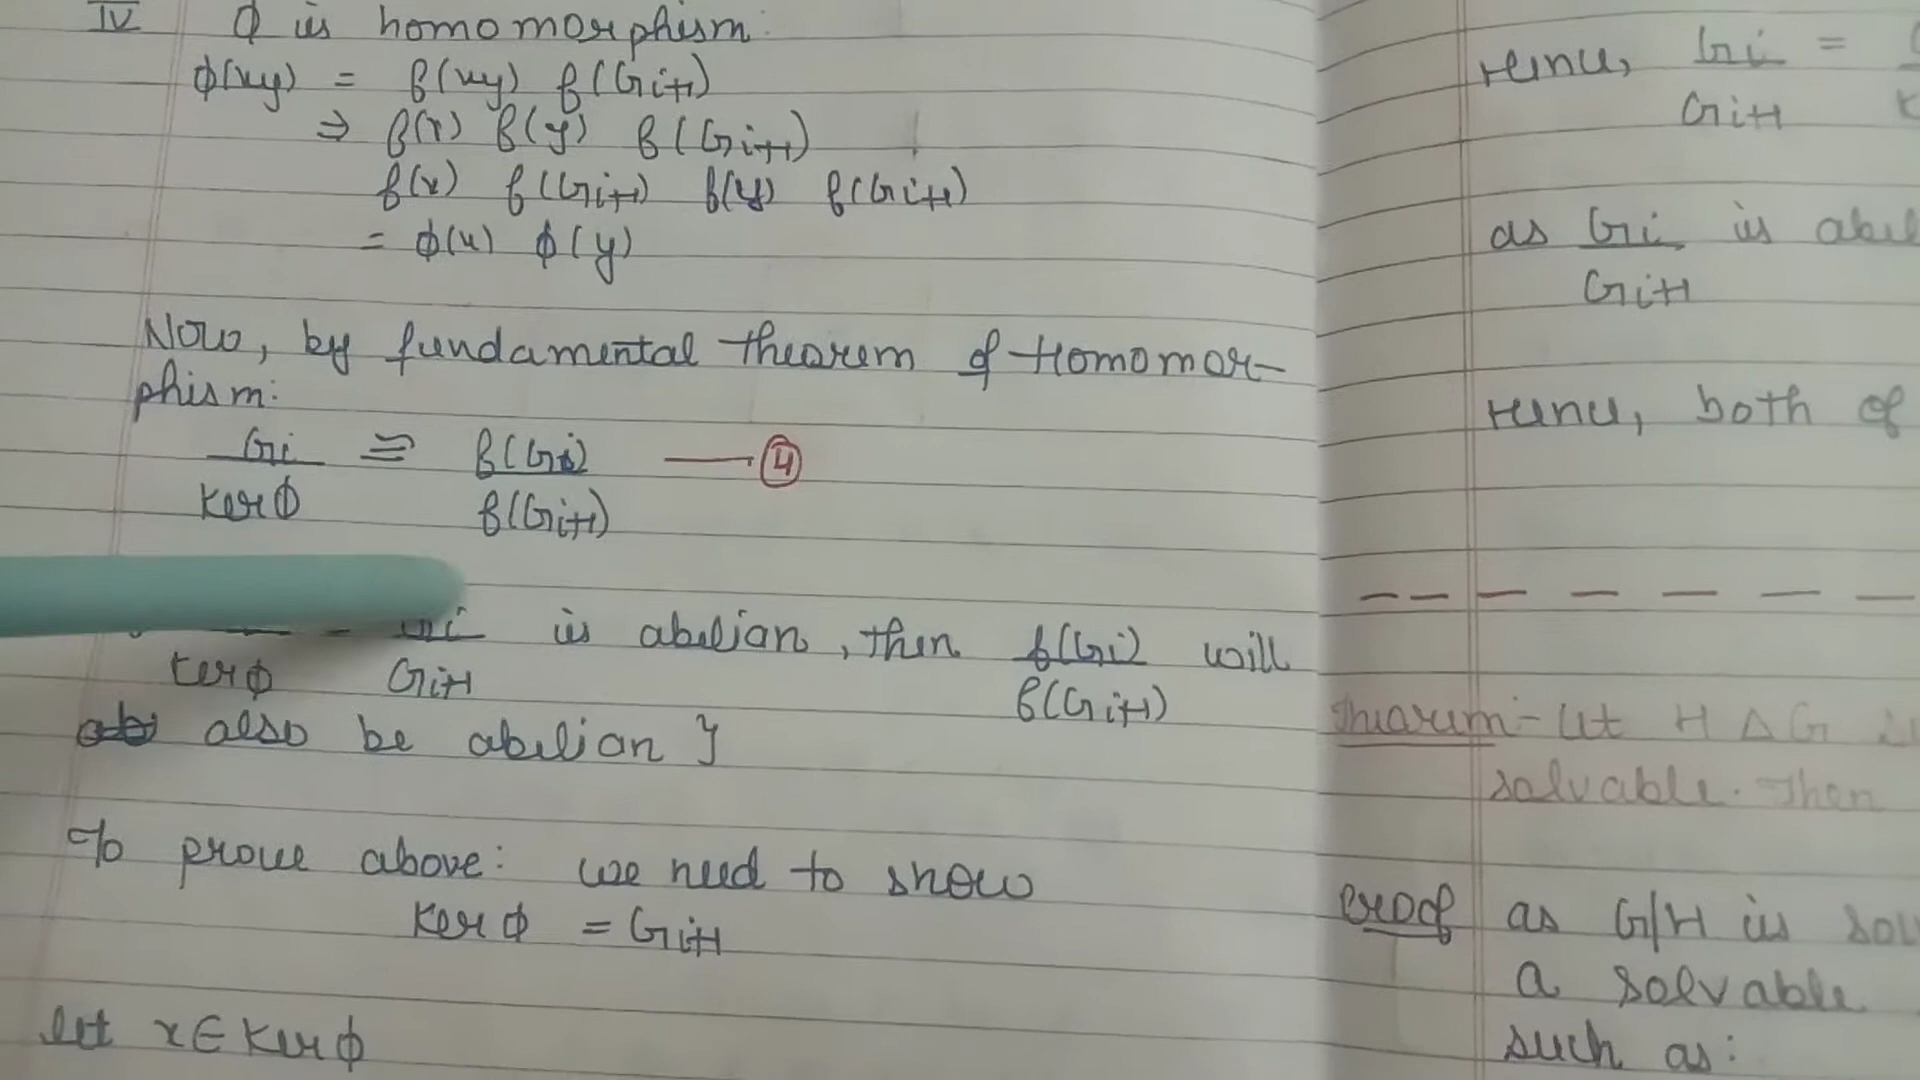 IV ϕ is homomorphism
ϕ(xy) = f(xy) f(Gi+1)
⇒ f(x) f(y) f(Gi+1)
f(x) f(Gi+1) f(y) f(Gi+1)
= ϕ(x) ϕ(y)
Now, by fundamental theorem of Homomor-
phism:
Gi ≅ f(Gi) — 4
Kerϕ f(Gi+1)
Gi is abelian, then f(Gi) will
Kerϕ Gi+1 f(Gi+1)
also be abelian }
To prove above: we need to show
Ker ϕ = Gi+1
let x ∈ Ker ϕ
Hence, Gi =
Gi+1
as Gi is
Gi+1
Hence, both of
Theorem:- let H Δ G
solvable. Then
Proof as G/H is
a solvable
such as: